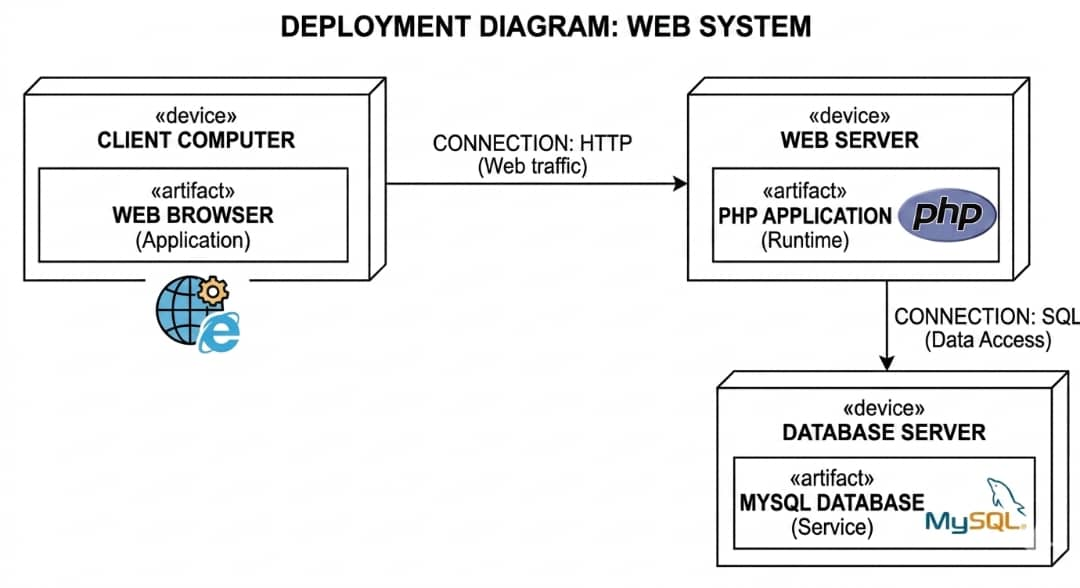 DEPLOYMENT DIAGRAM: WEB SYSTEM
«device»
CLIENT COMPUTER
«artifact»
WEB BROWSER
(Application)
e
CONNECTION: HTTP
(Web traffic)
«device»
WEB SERVER
«artifact»
PHP APPLICATION
(Runtime)
php
CONNECTION: SQL
(Data Access)
«device»
DATABASE SERVER
«artifact»
MYSQL DATABASE
(Service)
MySQL®